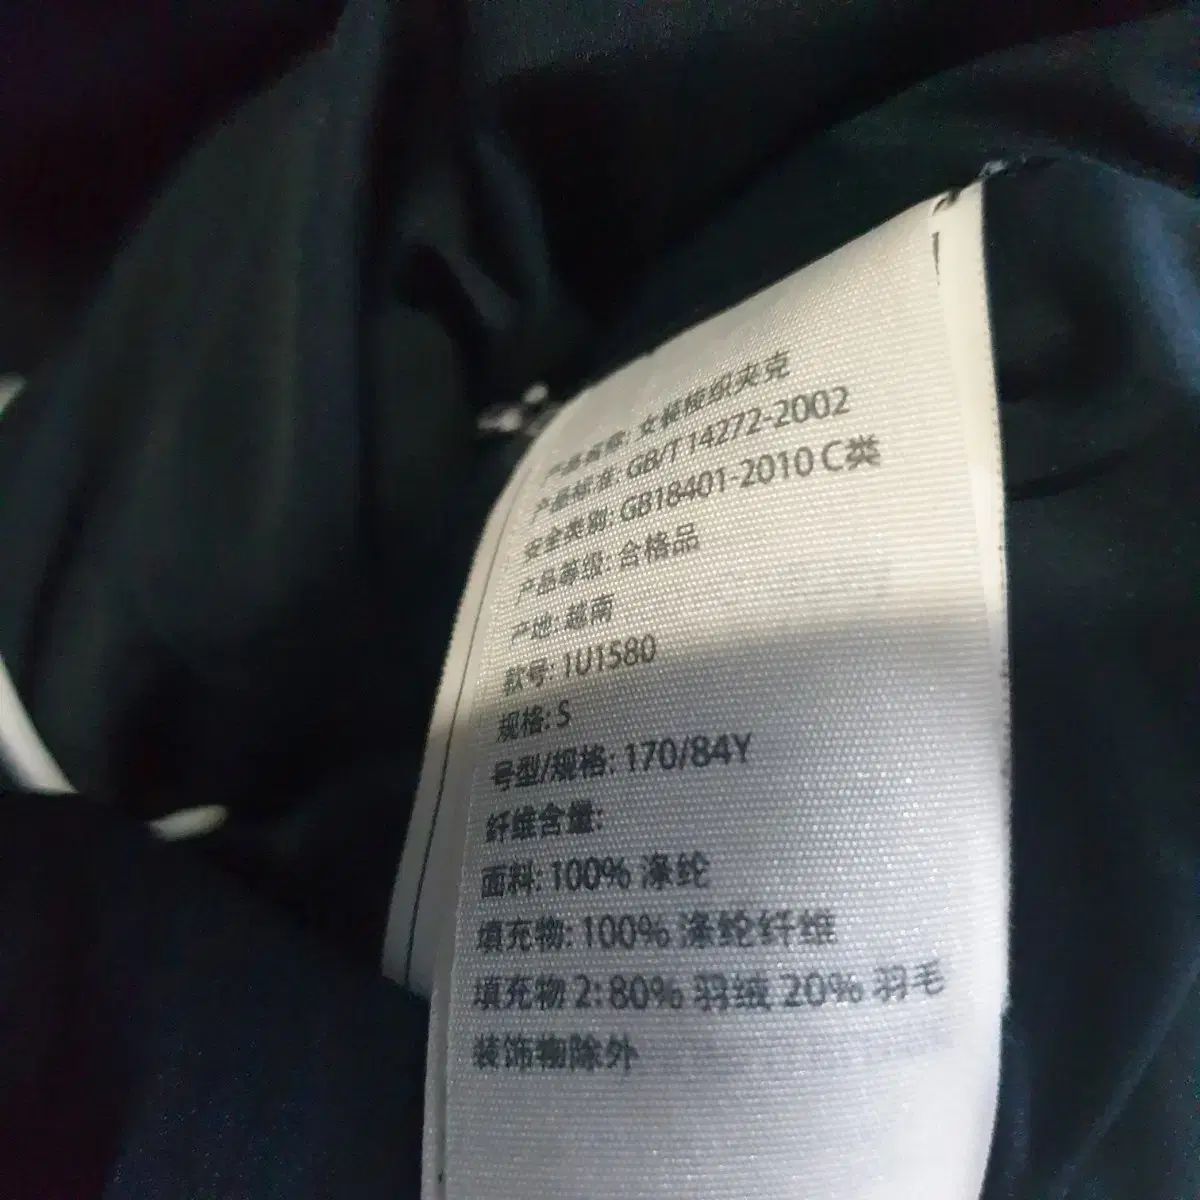 产品名称: 女梭梭织夹克
产品标准: GB/T 14272-2002
安全类别: GB18401-2010 C类
产品等级: 合格品
产地: 越南
款号: 1U1580
规格: S
号型/规格: 170/84Y
纤维含量:
面料: 100% 涤纶
填充物: 100% 涤纶纤维
填充物 2: 80% 羽绒 20% 羽毛
装饰物除外